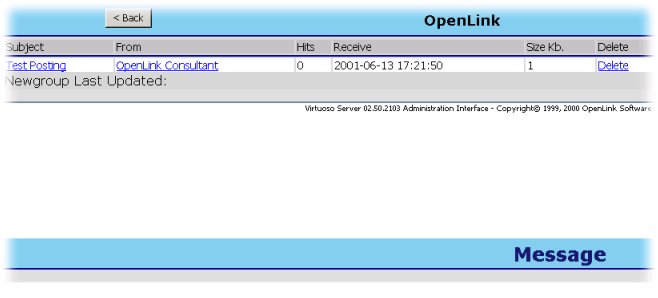 < Back OpenLink
Subject From Hits Receive Size Kb. Delete
Test Posting OpenLink Consultant 0 2001-06-13 17:21:50 1 Delete
Newgroup Last Updated:
Virtuoso Server 02.50.2103 Administration Interface - Copyright© 1999, 2000 OpenLink Software
Message